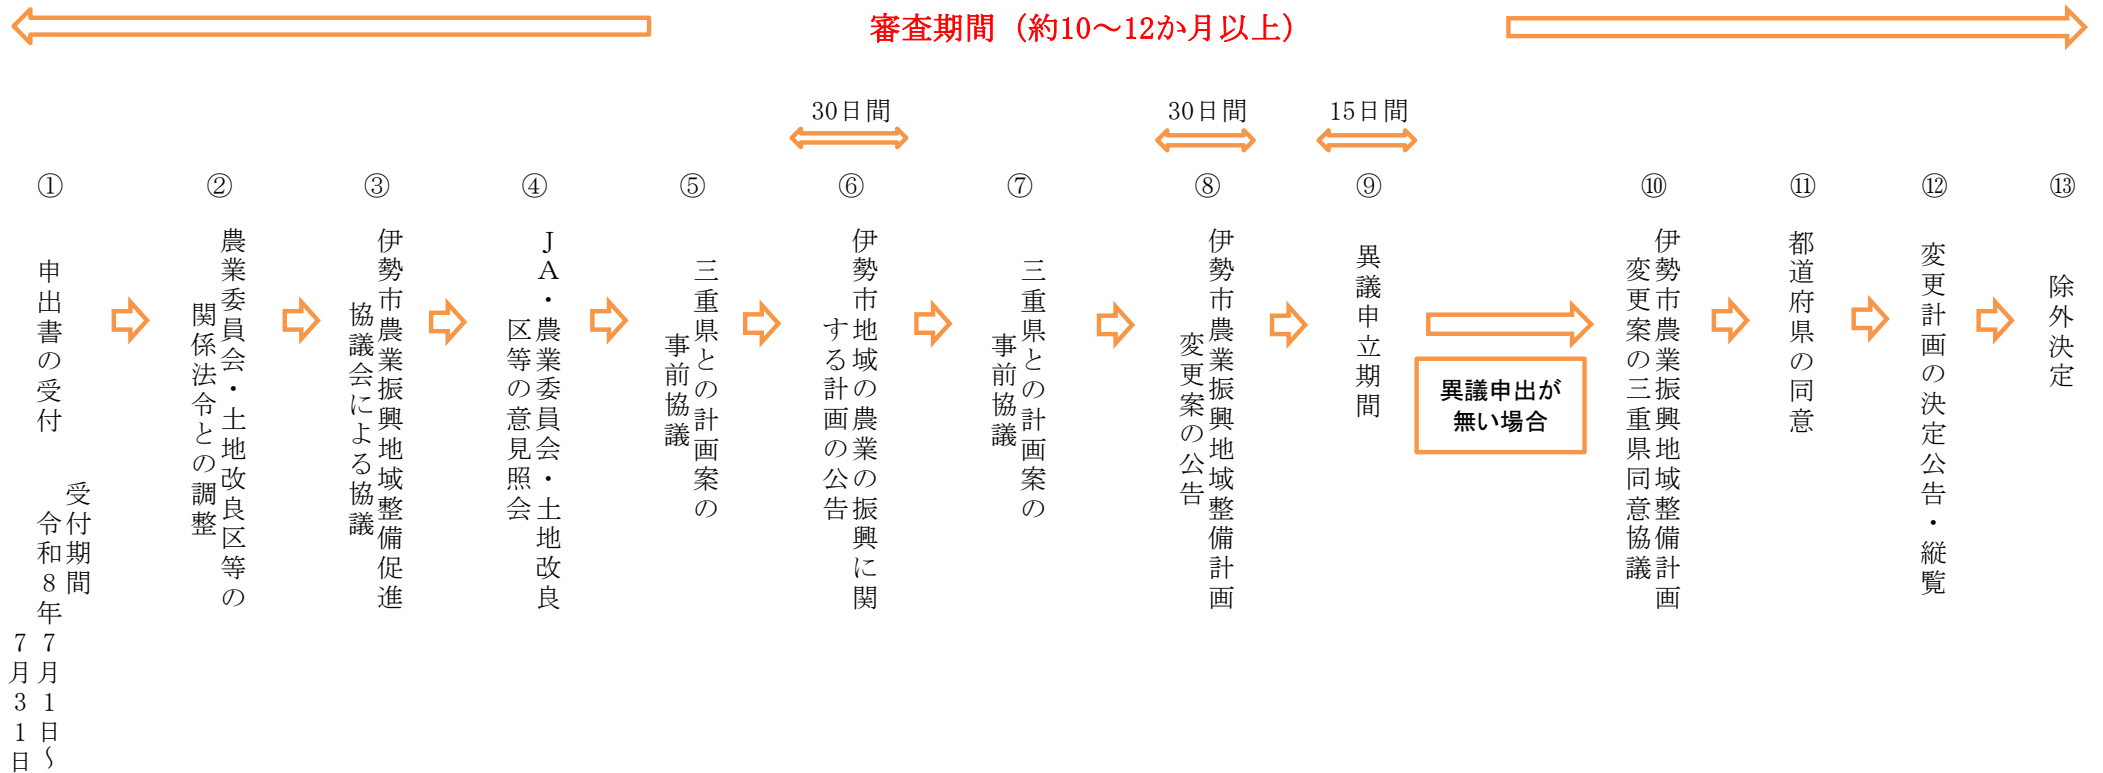 審査期間（約10～12か月以上）
30日間
30日間
15日間
①
申出書の受付
受付期間
令和８年７月１日～
７月３１日
②
農業委員会・土地改良区等の
関係法令との調整
③
伊勢市農業振興地域整備促進
協議会による協議
④
ＪＡ・農業委員会・土地改良
区等の意見照会
⑤
三重県との計画案の
事前協議
⑥
伊勢市地域の農業の振興に関
する計画の公告
⑦
三重県との計画案の
事前協議
⑧
伊勢市農業振興地域整備計画
変更案の公告
⑨
異議申立期間
異議申出が
無い場合
⑩
伊勢市農業振興地域整備計画
変更案の三重県同意協議
⑪
都道府県の同意
⑫
変更計画の決定公告・縦覧
⑬
除外決定